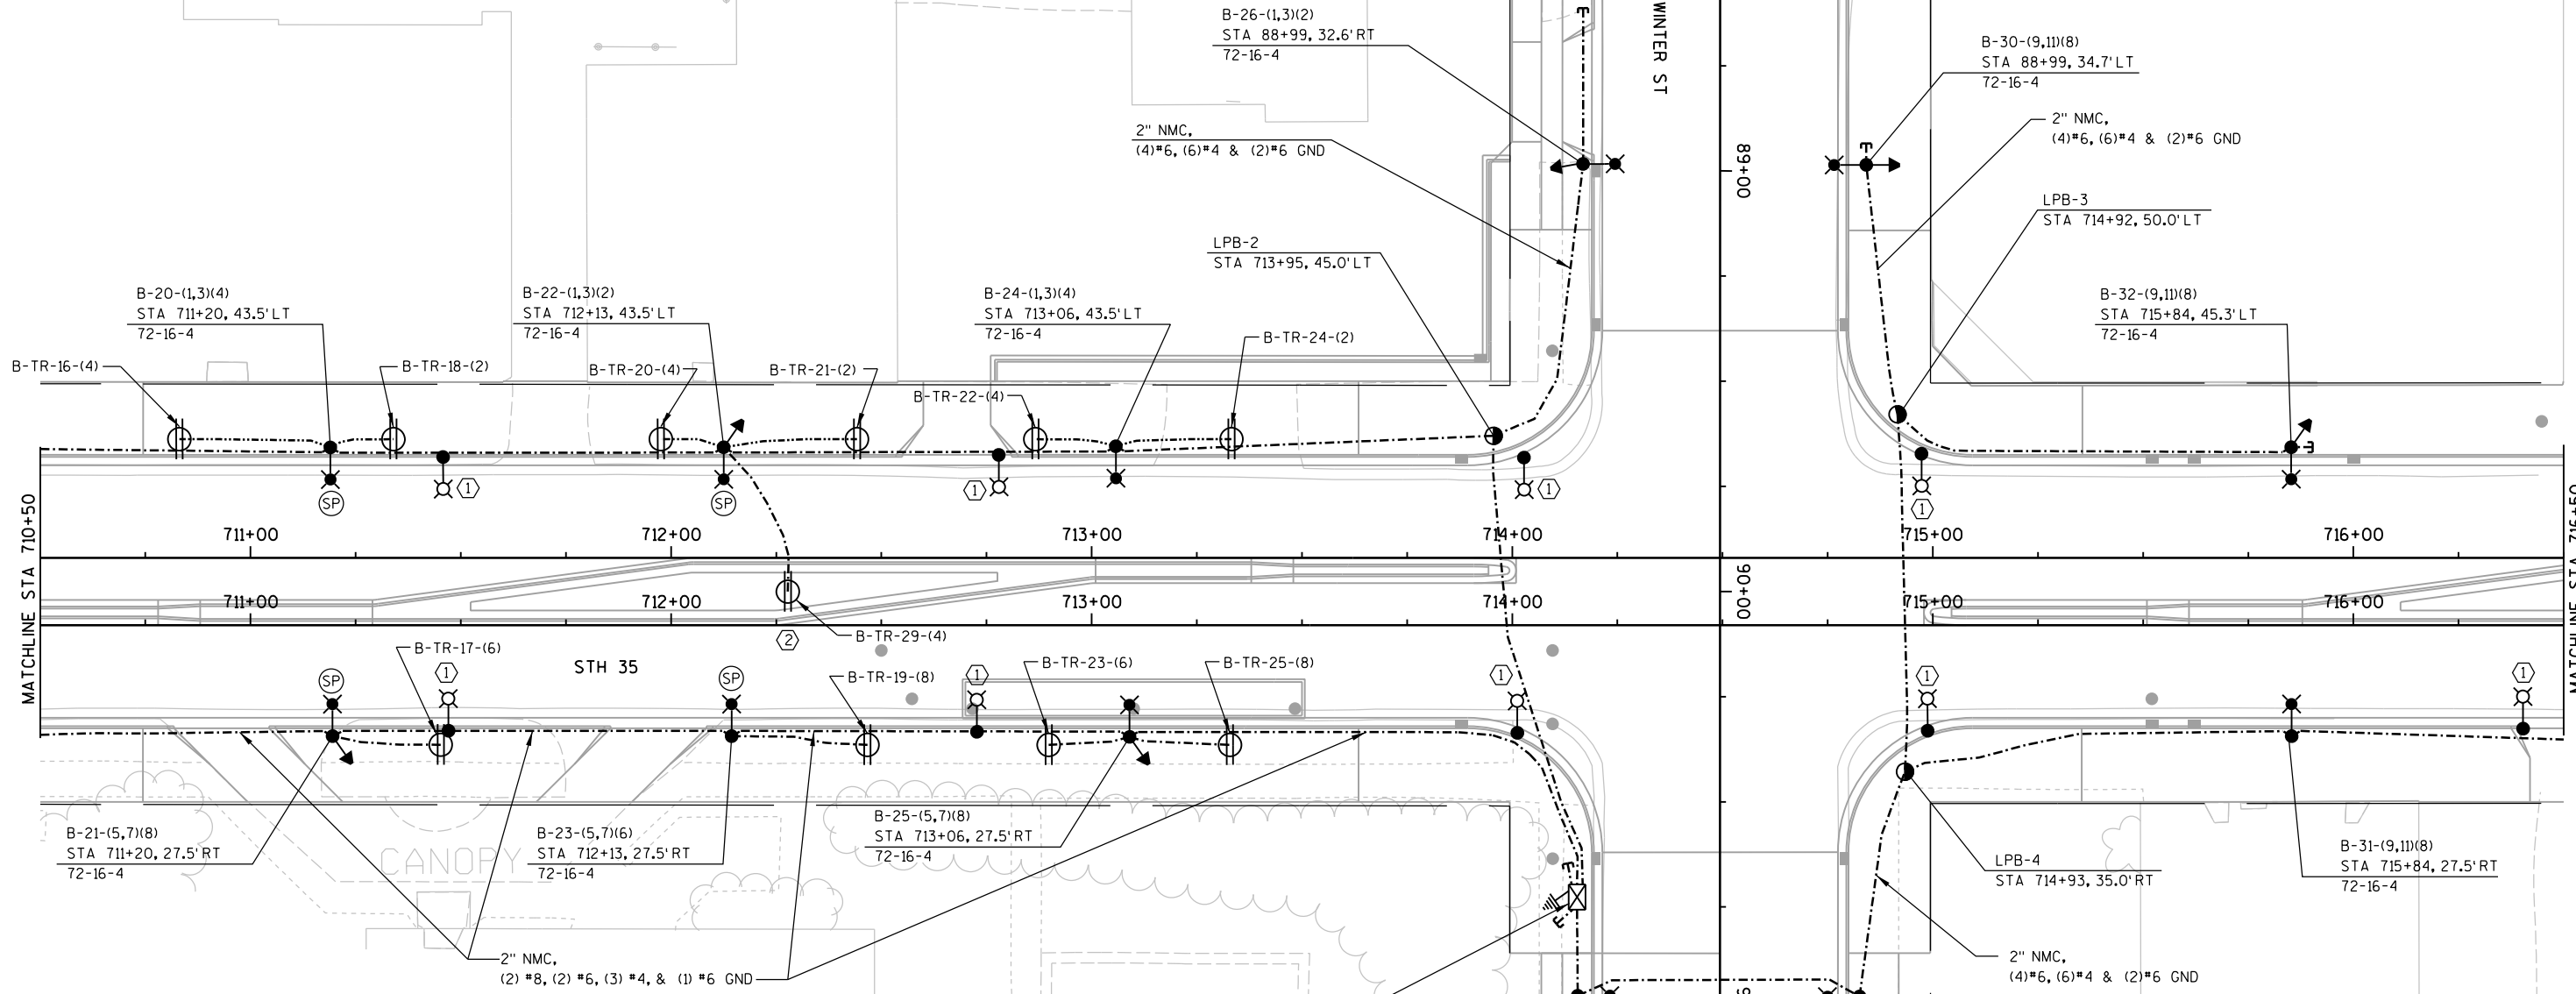 B-26-(1,3)(2)
STA 88+99, 32.6'RT
72-16-4
WINTER ST
B-30-(9,11)(8)
STA 88+99, 34.7'LT
72-16-4
2" NMC,
(4)#6,(6)#4 & (2)#6 GND
2" NMC,
(4)#6,(6)#4 & (2)#6 GND
89+00
LPB-3
STA 714+92, 50.0'LT
LPB-2
STA 713+95, 45.0'LT
B-20-(1,3)(4)
STA 711+20, 43.5'LT
72-16-4
B-22-(1,3)(2)
STA 712+13, 43.5'LT
72-16-4
B-24-(1,3)(4)
STA 713+06, 43.5'LT
72-16-4
B-32-(9,11)(8)
STA 715+84, 45.3'LT
72-16-4
B-TR-16-(4)
B-TR-18-(2)
B-TR-20-(4)
B-TR-21-(2)
B-TR-22-(4)
B-TR-24-(2)
SP
1
SP
1
1
1
711+00
712+00
713+00
714+00
715+00
716+00
MATCHLINE STA 710+50
MATCHLINE STA 716+50
90+00
711+00
712+00
713+00
714+00
715+00
716+00
2
B-TR-29-(4)
B-TR-17-(6)
STH 35
B-TR-19-(8)
B-TR-23-(6)
B-TR-25-(8)
SP
1
SP
1
1
1
1
B-21-(5,7)(8)
STA 711+20, 27.5'RT
72-16-4
CANOPY
B-23-(5,7)(6)
STA 712+13, 27.5'RT
72-16-4
B-25-(5,7)(8)
STA 713+06, 27.5'RT
72-16-4
LPB-4
STA 714+93, 35.0'RT
B-31-(9,11)(8)
STA 715+84, 27.5'RT
72-16-4
2" NMC,
(2) #8,(2) #6, (3) #4, & (1) #6 GND
2" NMC,
(4)#6,(6)#4 & (2)#6 GND